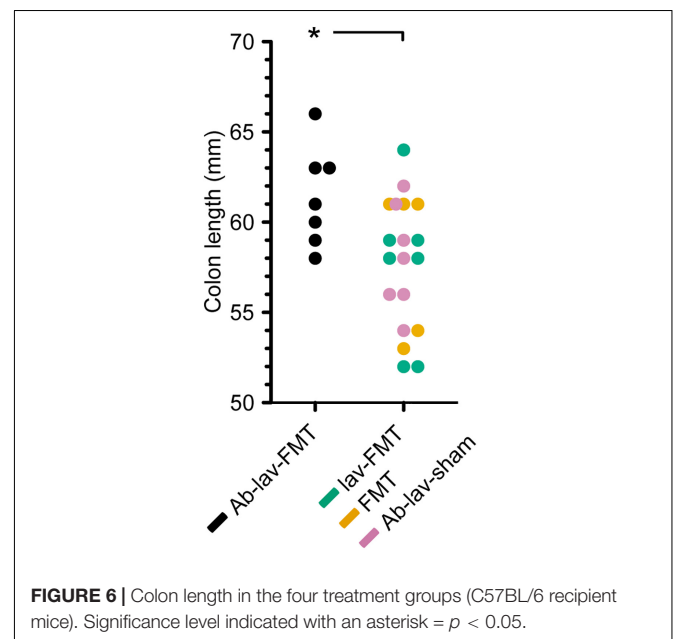 *
70
65
60
55
50
Colon length (mm)
Ab-lav-FMT
lav-FMT
FMT
Ab-lav-sham
FIGURE 6 | Colon length in the four treatment groups (C57BL/6 recipient
mice). Significance level indicated with an asterisk = p < 0.05.